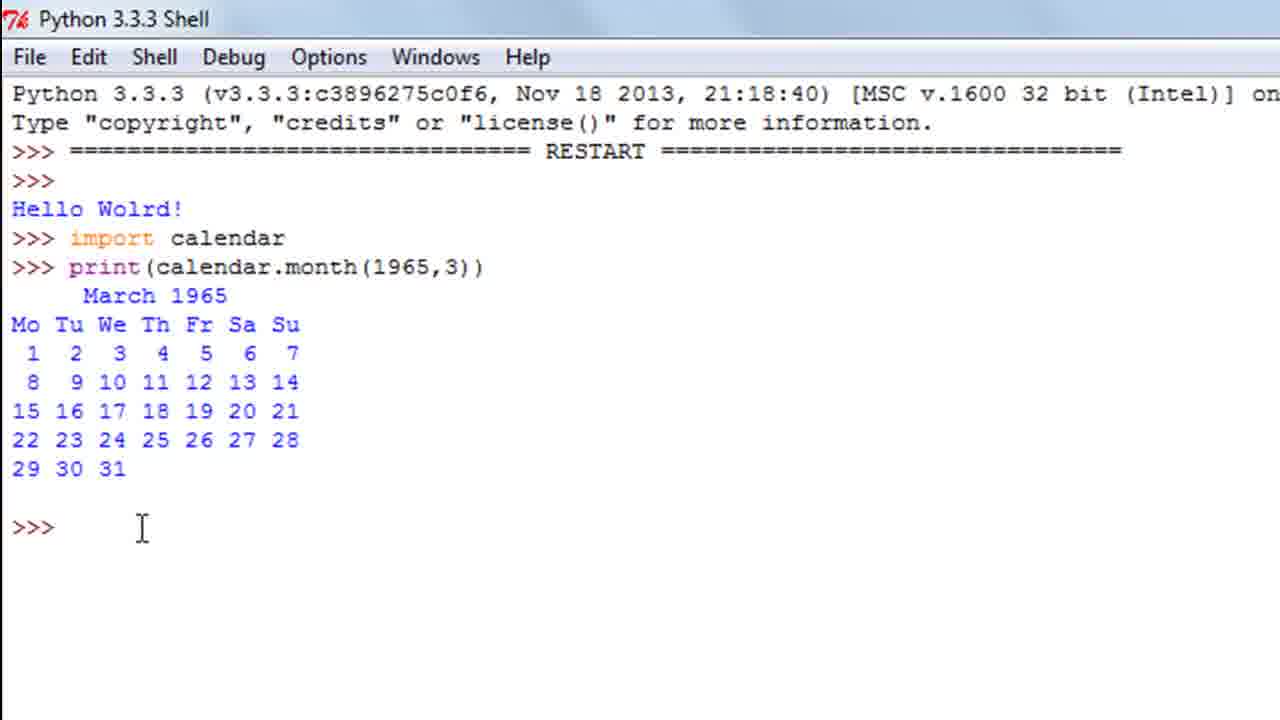 Python 3.3.3 Shell
File Edit Shell Debug Options Windows Help
Python 3.3.3 (v3.3.3:c3896275c0f6, Nov 18 2013, 21:18:40) [MSC v.1600 32 bit (Intel)] on
Type "copyright", "credits" or "license()" for more information.
>>> ================================ RESTART ================================
>>>
Hello Wolrd!
>>> import calendar
>>> print(calendar.month(1965,3))
     March 1965
Mo Tu We Th Fr Sa Su
 1  2  3  4  5  6  7
 8  9 10 11 12 13 14
15 16 17 18 19 20 21
22 23 24 25 26 27 28
29 30 31
>>>